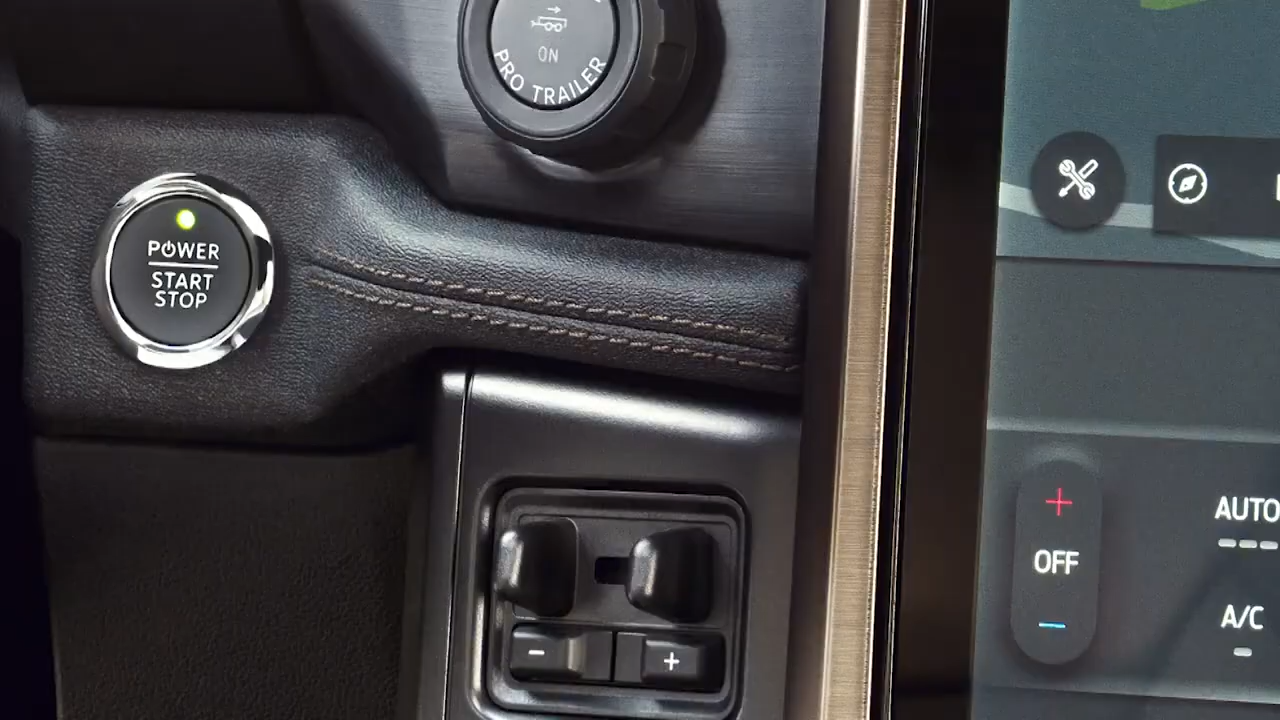 ON
PRO TRAILER
POWER
START
STOP
+
OFF
−
AUTO
A/C
− +